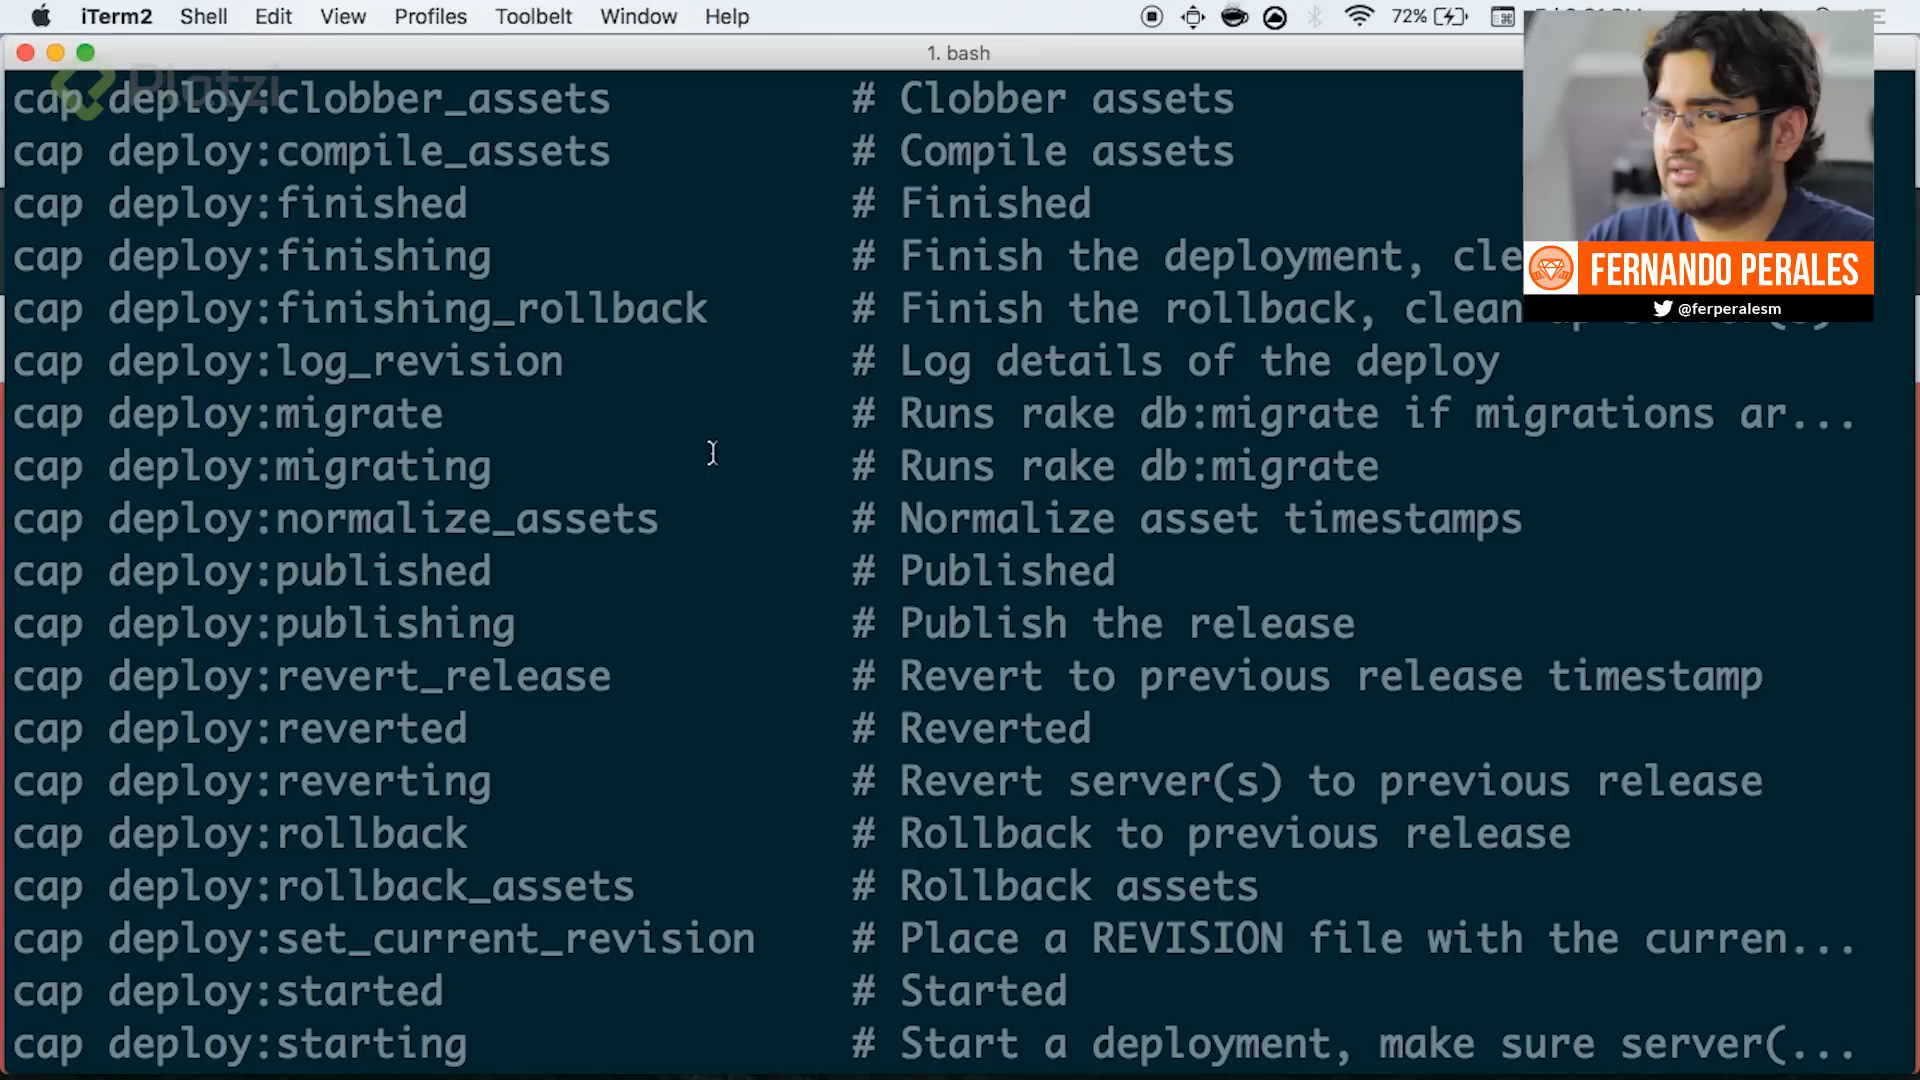 iTerm2 Shell Edit View Profiles Toolbelt Window Help 72%
1. bash
Platzi
cap deploy:clobber_assets # Clobber assets
cap deploy:compile_assets # Compile assets
cap deploy:finished # Finished
cap deploy:finishing # Finish the deployment, cle
cap deploy:finishing_rollback # Finish the rollback, clean
cap deploy:log_revision # Log details of the deploy
cap deploy:migrate # Runs rake db:migrate if migrations ar...
cap deploy:migrating # Runs rake db:migrate
cap deploy:normalize_assets # Normalize asset timestamps
cap deploy:published # Published
cap deploy:publishing # Publish the release
cap deploy:revert_release # Revert to previous release timestamp
cap deploy:reverted # Reverted
cap deploy:reverting # Revert server(s) to previous release
cap deploy:rollback # Rollback to previous release
cap deploy:rollback_assets # Rollback assets
cap deploy:set_current_revision # Place a REVISION file with the curren...
cap deploy:started # Started
cap deploy:starting # Start a deployment, make sure server(...
FERNANDO PERALES
@ferperalesm